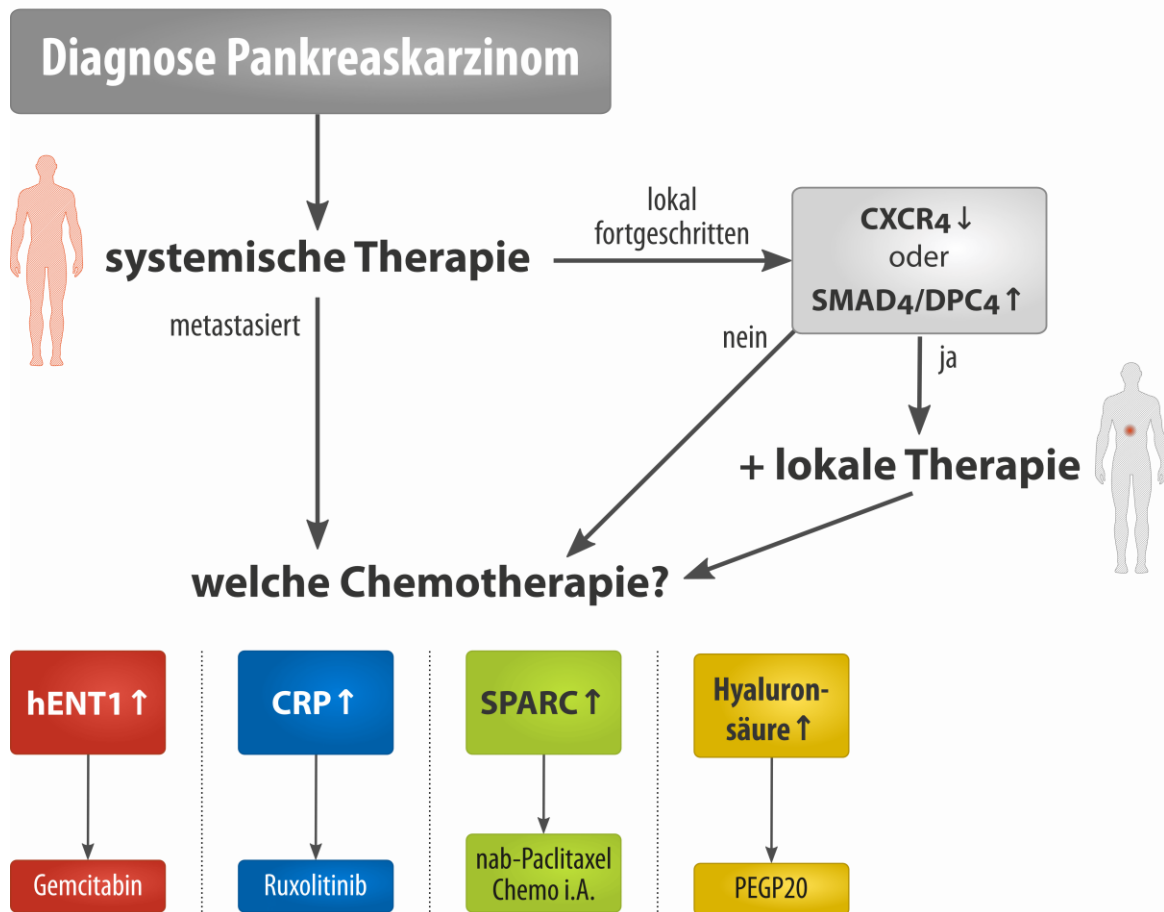 Diagnose Pankreaskarzinom
lokal
fortgeschritten
CXCR4↓
oder
SMAD4/DPC4↑
systemische Therapie
metastasiert
nein
ja
+ lokale Therapie
welche Chemotherapie?
hENT1↑
CRP↑
SPARC↑
Hyaluron-
säure↑
Gemcitabin
Ruxolitinib
nab-Paclitaxel
Chemo i.A.
PEGP20